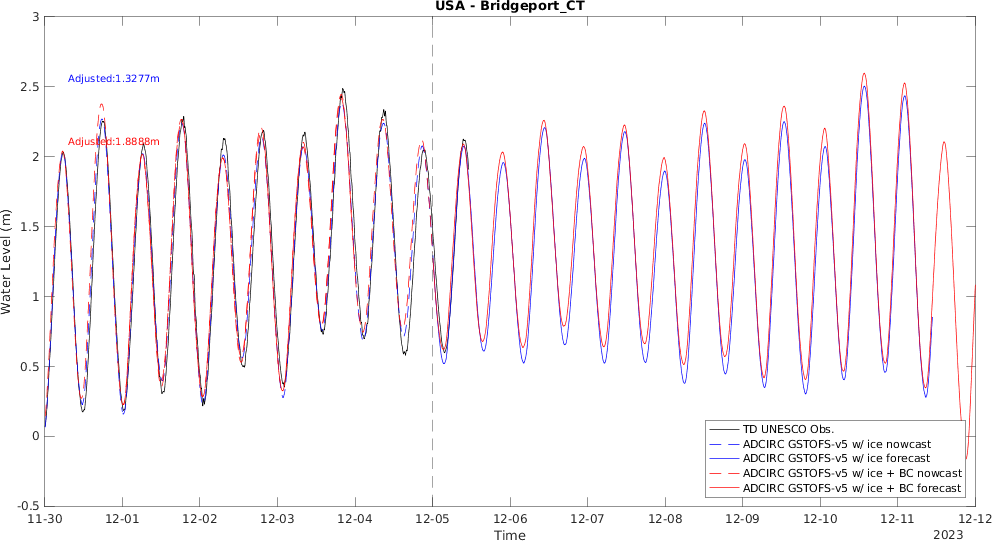 USA - Bridgeport_CT
3
2.5
2
1.5
1
0.5
0
-0.5
Water Level (m)
Adjusted:1.3277m
Adjusted:1.8888m
TD UNESCO Obs.
ADCIRC GSTOFS-v5 w/ ice nowcast
ADCIRC GSTOFS-v5 w/ ice forecast
ADCIRC GSTOFS-v5 w/ ice + BC nowcast
ADCIRC GSTOFS-v5 w/ ice + BC forecast
11-30 12-01 12-02 12-03 12-04 12-05 12-06 12-07 12-08 12-09 12-10 12-11 12-12
Time
2023